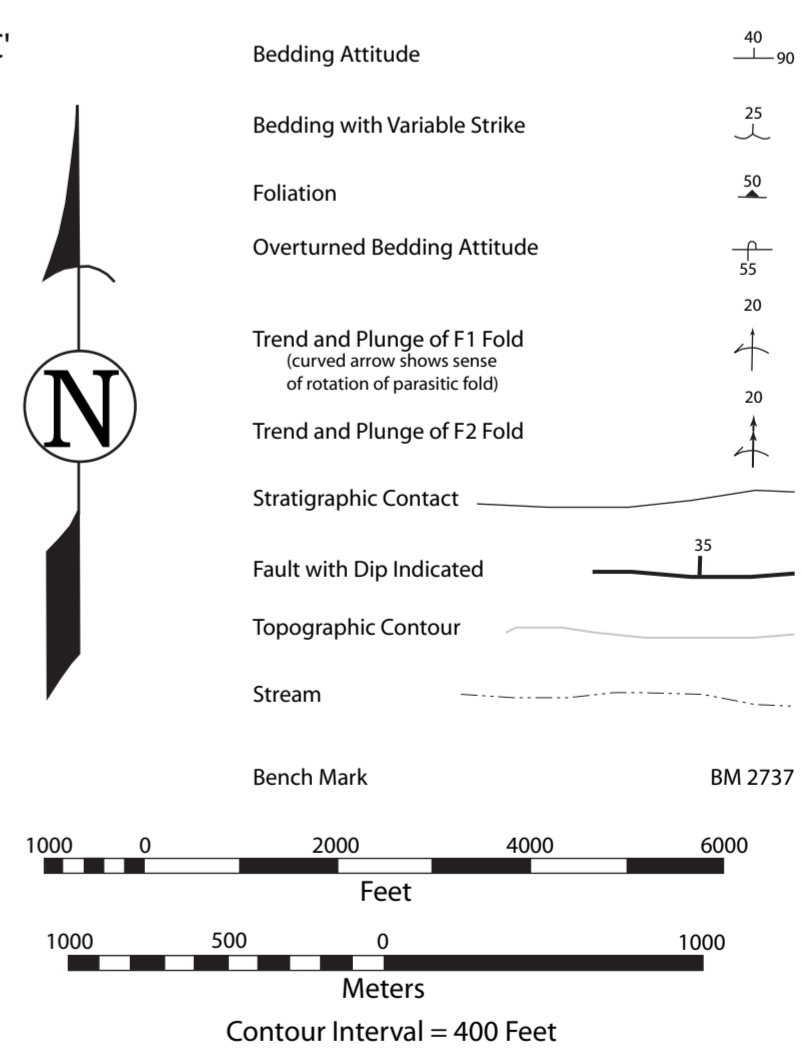 Bedding Attitude
40
90
Bedding with Variable Strike
25
Foliation
50
Overturned Bedding Attitude
55
20
Trend and Plunge of F1 Fold
(curved arrow shows sense
of rotation of parasitic fold)
20
Trend and Plunge of F2 Fold
N
Stratigraphic Contact
35
Fault with Dip Indicated
Topographic Contour
Stream
Bench Mark BM 2737
1000 0 2000 4000 6000
Feet
1000 500 0 1000
Meters
Contour Interval = 400 Feet